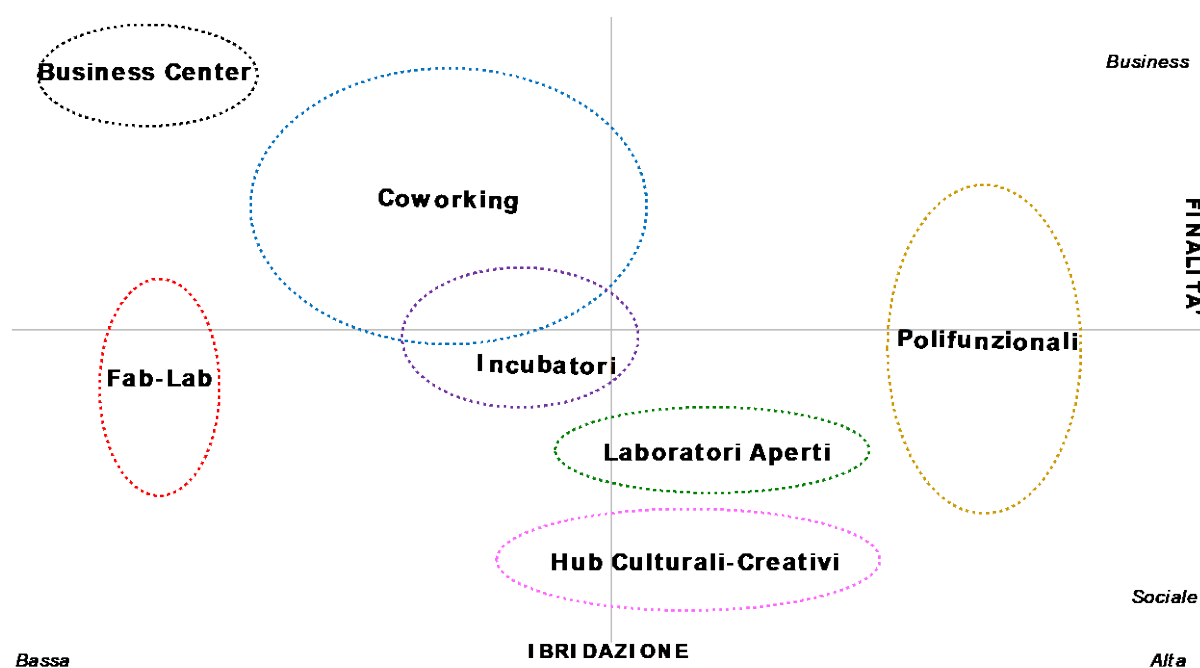 Business
Business Center
Coworking
FINALITA'
Polifunzionali
Incubatori
Fab-Lab
Laboratori Aperti
Hub Culturali-Creativi
Sociale
IBRIDAZIONE
Bassa
Alta